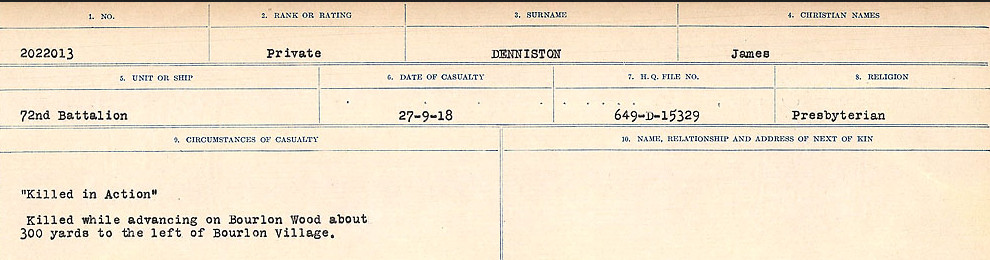 1. NO. 2. RANK OR RATING 3. SURNAME 4. CHRISTIAN NAMES
2022013 Private DENNISTON James
5. UNIT OR SHIP 6. DATE OF CASUALTY 7. H. Q. FILE NO. 8. RELIGION
72nd Battalion 27-9-18 649-D-15329 Presbyterian
9. CIRCUMSTANCES OF CASUALTY 10. NAME, RELATIONSHIP AND ADDRESS OF NEXT OF KIN
"Killed in Action"
Killed while advancing on Bourlon Wood about
300 yards to the left of Bourlon Village.